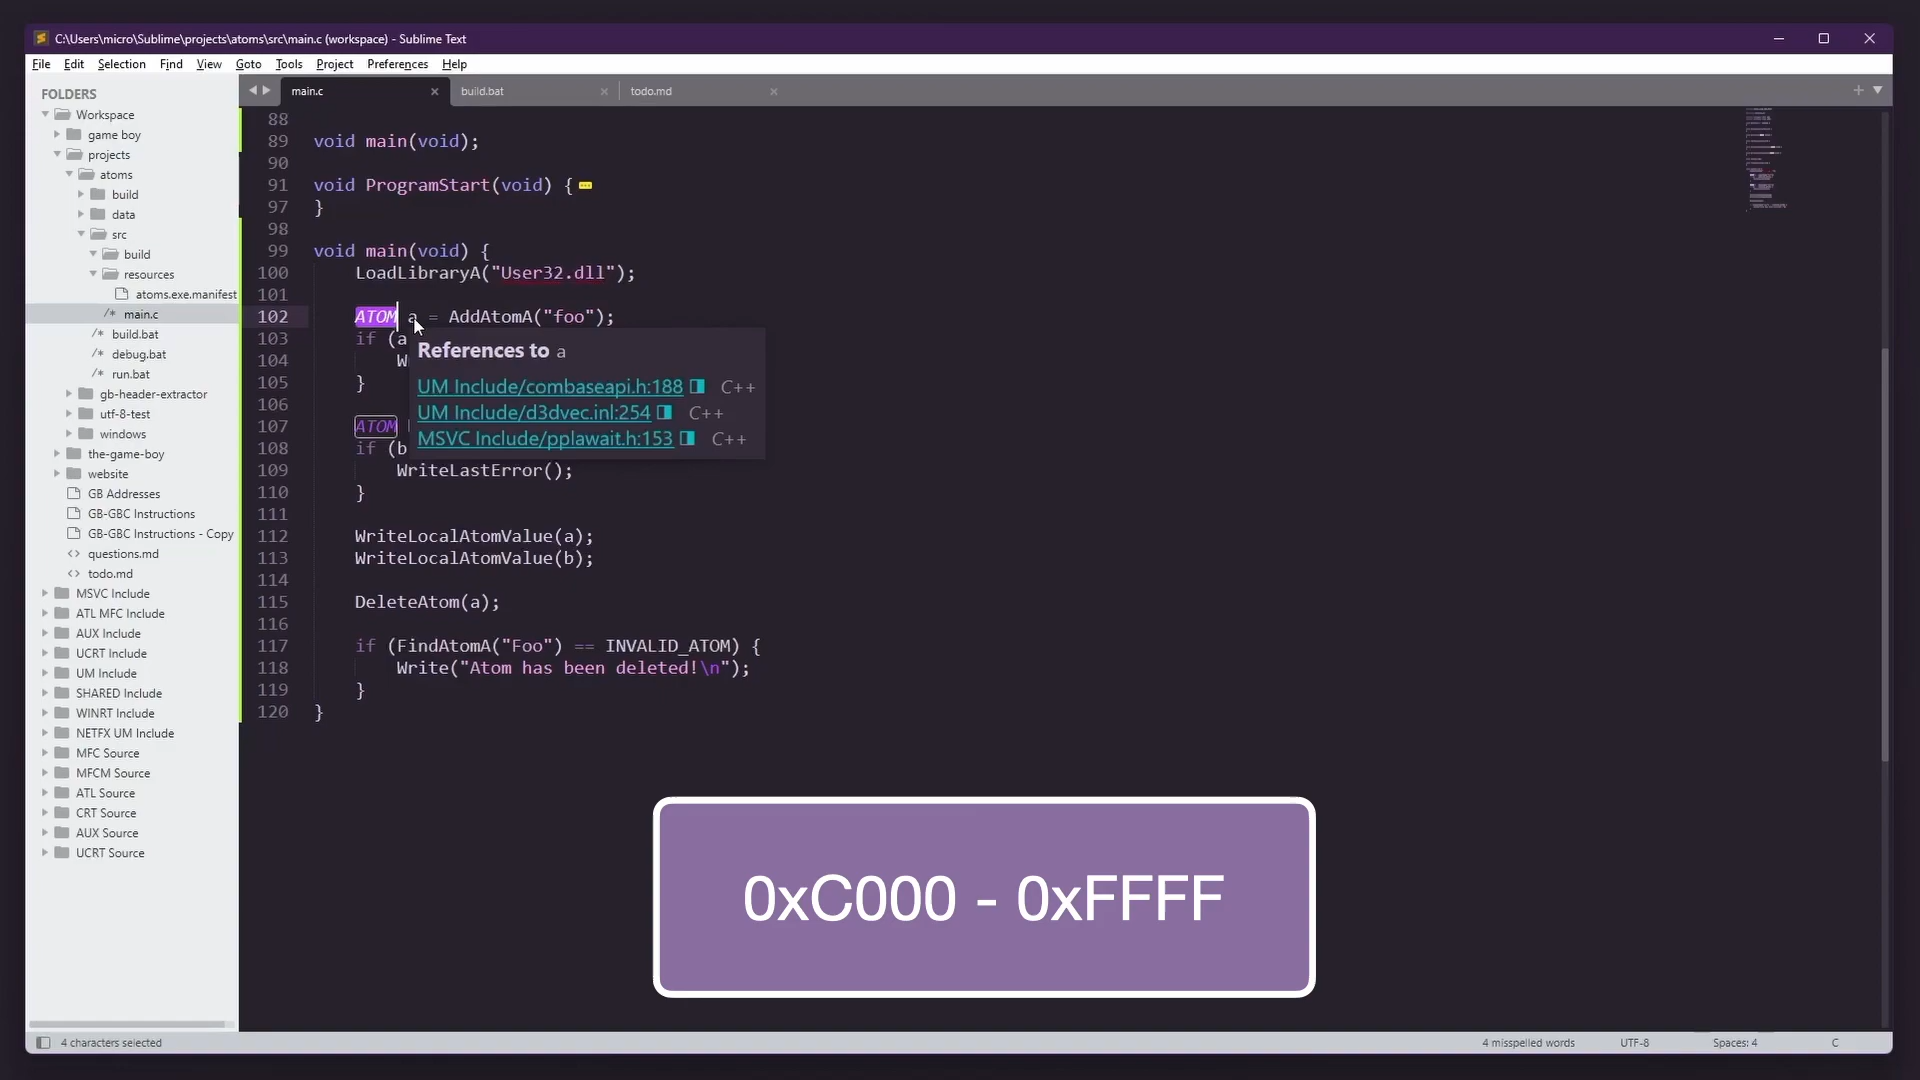 C:\Users\micro\Sublime\projects\atoms\src\main.c (workspace) - Sublime Text
File Edit Selection Find View Goto Tools Project Preferences Help
FOLDERS
Workspace
game boy
projects
atoms
build
data
src
build
resources
atoms.exe.manifest
/* main.c
/* build.bat
/* debug.bat
/* run.bat
gb-header-extractor
utf-8-test
windows
the-game-boy
website
GB Addresses
GB-GBC Instructions
GB-GBC Instructions - Copy
<> questions.md
<> todo.md
MSVC Include
ATL MFC Include
AUX Include
UCRT Include
UM Include
SHARED Include
WINRT Include
NETFX UM Include
MFC Source
MFCM Source
ATL Source
CRT Source
AUX Source
UCRT Source
main.c build.bat todo.md
88
89 void main(void);
90
91 void ProgramStart(void) {
97 }
98
99 void main(void) {
100 LoadLibraryA("User32.dll");
101
102 ATOM a = AddAtomA("foo");
103 if (a
104 Wr
105 }
106
107 ATOM
108 if (b
109 WriteLastError();
110 }
111
112 WriteLocalAtomValue(a);
113 WriteLocalAtomValue(b);
114
115 DeleteAtom(a);
116
117 if (FindAtomA("Foo") == INVALID_ATOM) {
118 Write("Atom has been deleted!\n");
119 }
120 }
References to a
UM Include/combaseapi.h:188 C++
UM Include/d3dvec.inl:254 C++
MSVC Include/pplawait.h:153 C++
0xC000 - 0xFFFF
4 characters selected
4 misspelled words UTF-8 Spaces: 4 C